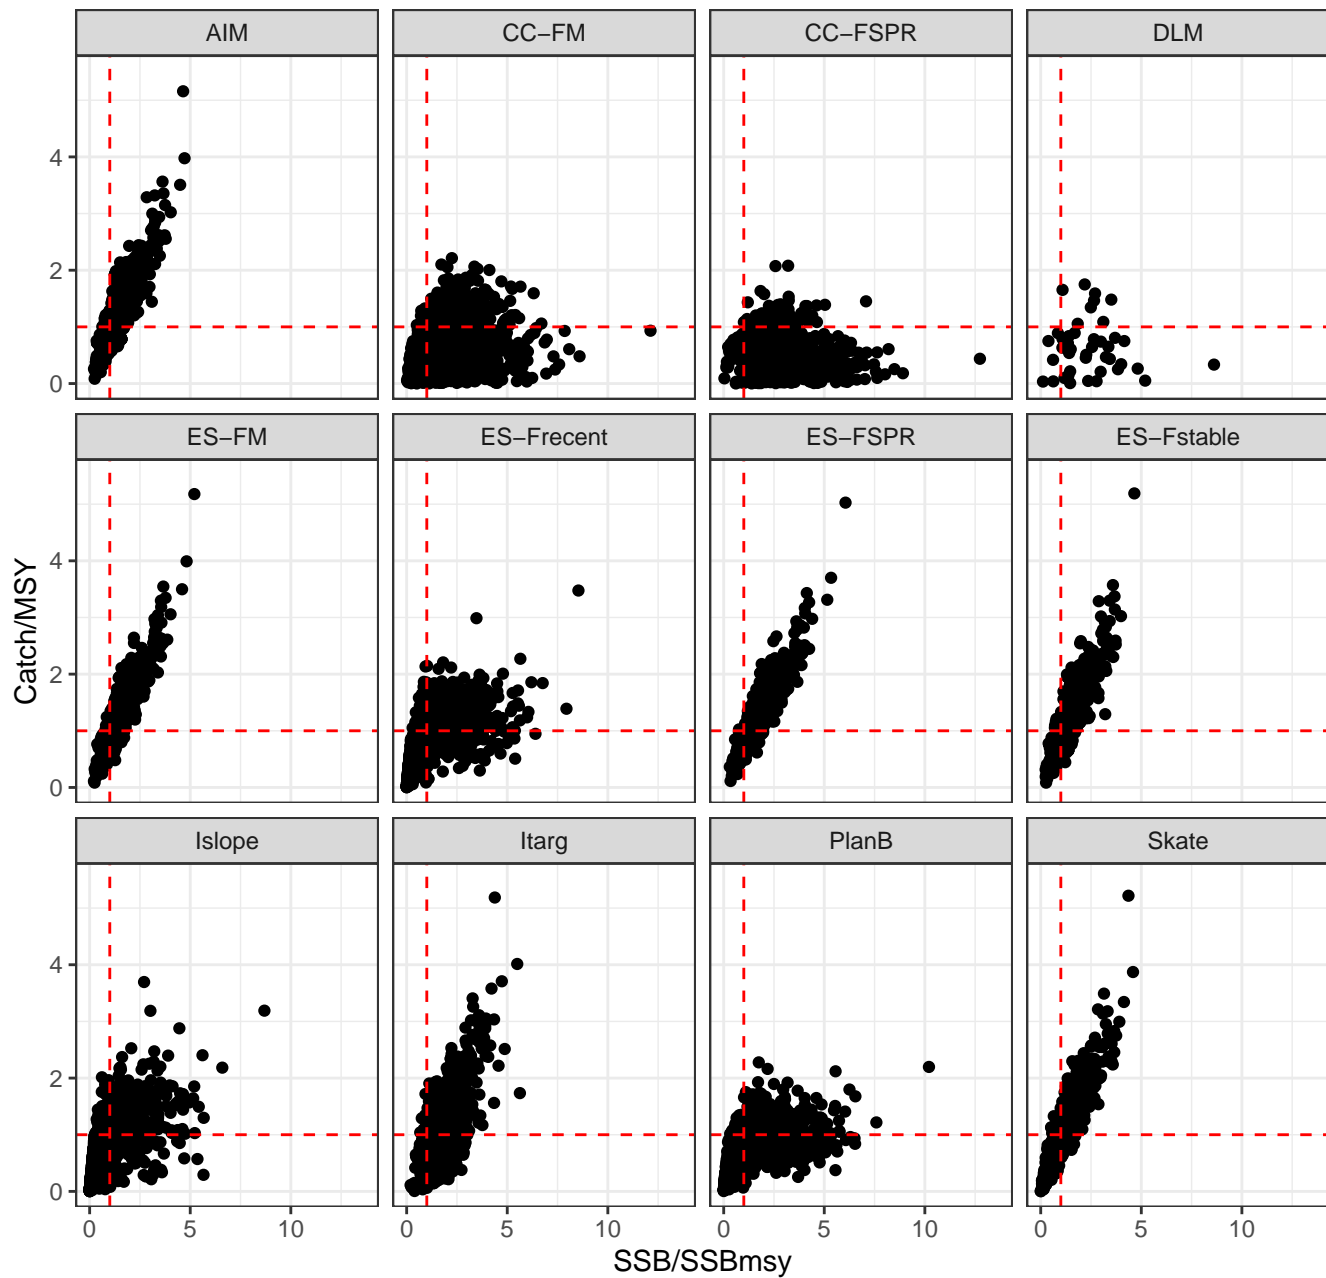 AIM CC−FM CC−FSPR DLM
4
2
0
ES−FM ES−Frecent ES−FSPR ES−Fstable
4
2
0
Catch/MSY
Islope Itarg PlanB Skate
4
2
0
0 5 10 0 5 10 0 5 10 0 5 10
SSB/SSBmsy